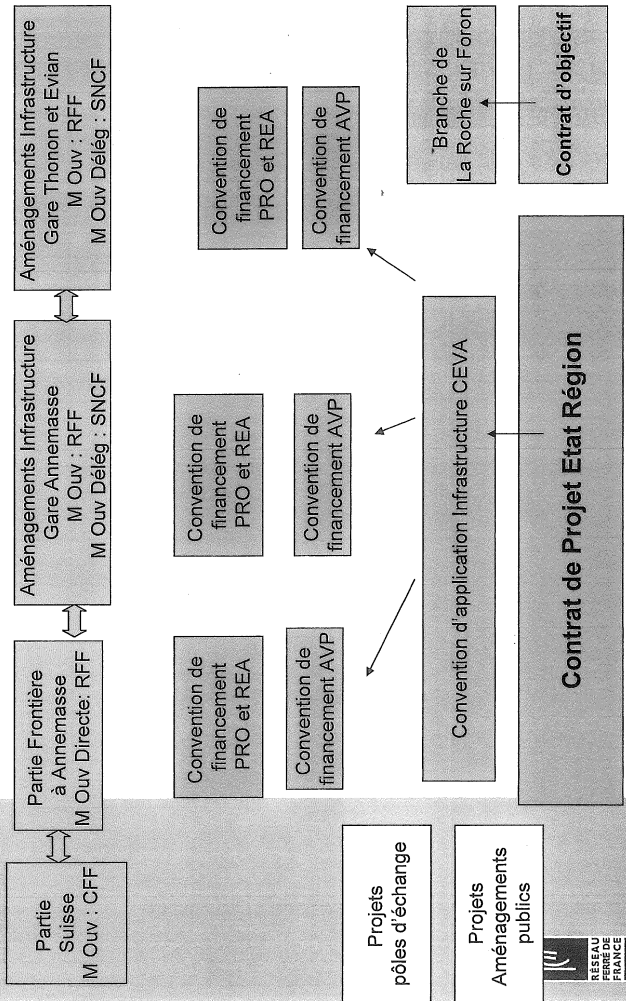 Partie
Suisse
M Ouv : CFF
Partie Frontière
à Annemasse
M Ouv Directe: RFF
Aménagements Infrastructure
Gare Annemasse
M Ouv : RFF
M Ouv Délég : SNCF
Aménagements Infrastructure
Gare Thonon et Evian
M Ouv : RFF
M Ouv Délég : SNCF
Convention de
financement
PRO et REA
Convention de
financement
PRO et REA
Convention de
financement
PRO et REA
Convention de
financement AVP
Convention de
financement AVP
Convention de
financement AVP
Projets
pôles d'échange
Convention d'application Infrastructure CEVA
Branche de
La Roche sur Foron
Projets
Aménagements
publics
Contrat de Projet Etat Région
Contrat d'objectif
RÉSEAU
FERRÉ DE
FRANCE